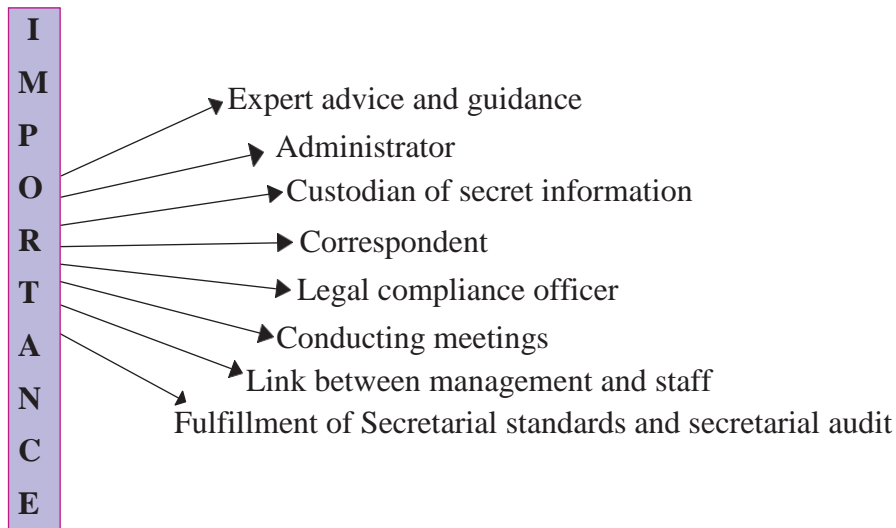 IMPORTANCE
Expert advice and guidance
Administrator
Custodian of secret information
Correspondent
Legal compliance officer
Conducting meetings
Link between management and staff
Fulfillment of Secretarial standards and secretarial audit